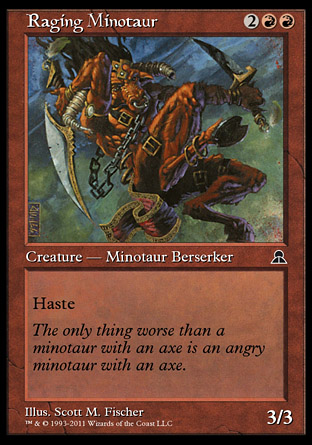 Raging Minotaur 2
Creature — Minotaur Berserker
Haste
The only thing worse than a
minotaur with an axe is an angry
minotaur with an axe.
Illus. Scott M. Fischer
™ & © 1993-2011 Wizards of the Coast LLC
3/3